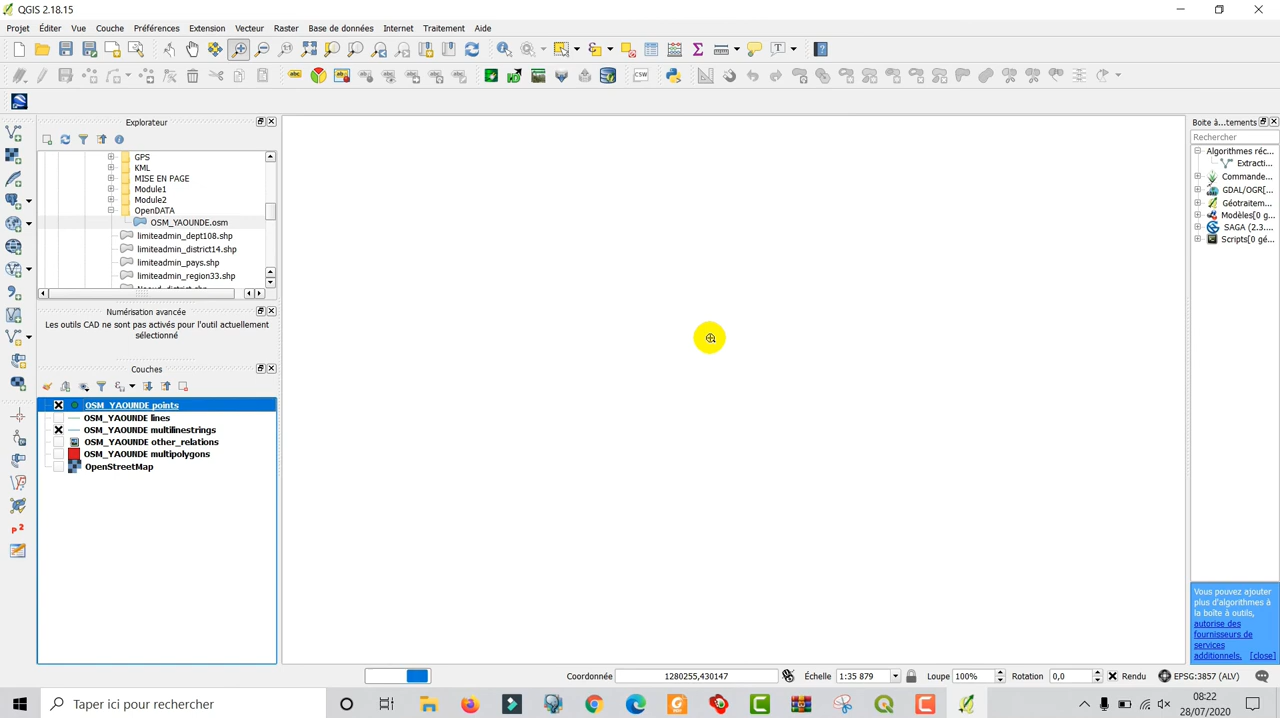 QGIS 2.18.15
Projet Éditer Vue Couche Préférences Extension Vecteur Raster Base de données Internet Traitement Aide
Explorateur
GPS
KML
MISE EN PAGE
Module1
Module2
OpenDATA
OSM_YAOUNDE.osm
limiteadmin_dept108.shp
limiteadmin_district14.shp
limiteadmin_pays.shp
limiteadmin_region33.shp
Numérisation avancée
Les outils CAD ne sont pas activés pour l'outil actuellement
sélectionné
Couches
OSM_YAOUNDE points
OSM_YAOUNDE lines
OSM_YAOUNDE multilinestrings
OSM_YAOUNDE other_relations
OSM_YAOUNDE multipolygons
OpenStreetMap
Boite à...tements
Rechercher
Algorithmes réc...
Extracti...
Commande...
GDAL/OGR[...
Géotraitem...
Modèles[0 g...
SAGA (2.3....
Scripts[0 gé...
Vous pouvez ajouter
plus d'algorithmes à
la boîte à outils,
autorise des
fournisseurs de
services
additionnels. [close]
Coordonnée 1280255,430147 Échelle 1:35 879 Loupe 100% Rotation 0,0 Rendu EPSG:3857 (ALV)
Taper ici pour rechercher
08:22
28/07/2020